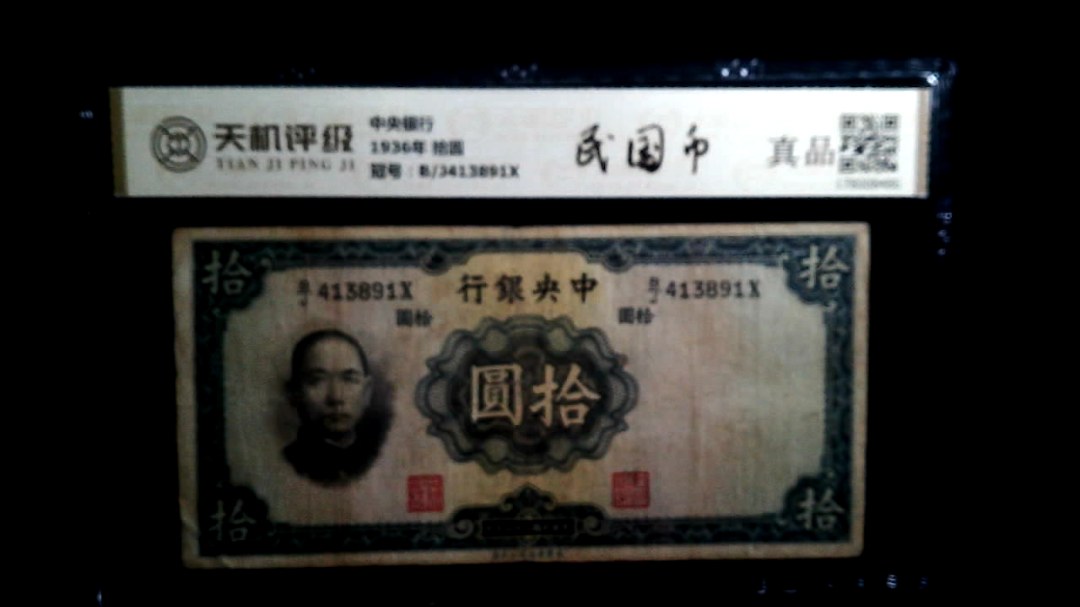 天机评级
TIAN JI PING JI
中央银行
1936年 拾圆
冠号：B/J413891X
民国币
真品
拾
B/J 413891X
行銀央中
B/J 413891X
拾
圆拾
圆拾
圓拾
拾
拾